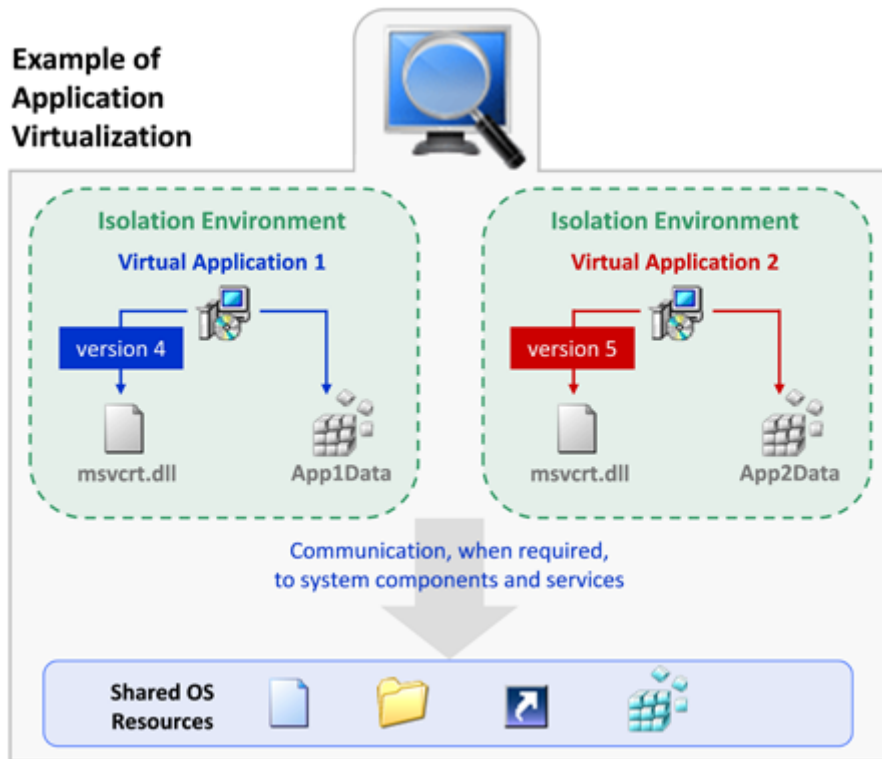 Example of
Application
Virtualization
Isolation Environment
Virtual Application 1
version 4
msvcrt.dll
App1Data
Isolation Environment
Virtual Application 2
version 5
msvcrt.dll
App2Data
Communication, when required,
to system components and services
Shared OS
Resources